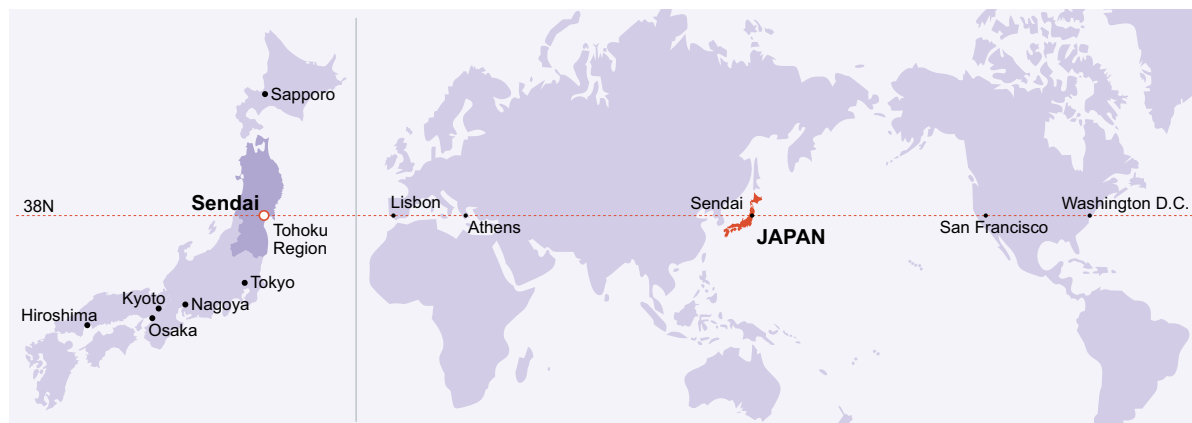 Sapporo
38N
Sendai
Tohoku
Region
Tokyo
Kyoto
Nagoya
Hiroshima
Osaka
Lisbon
Athens
Sendai
JAPAN
Washington D.C.
San Francisco